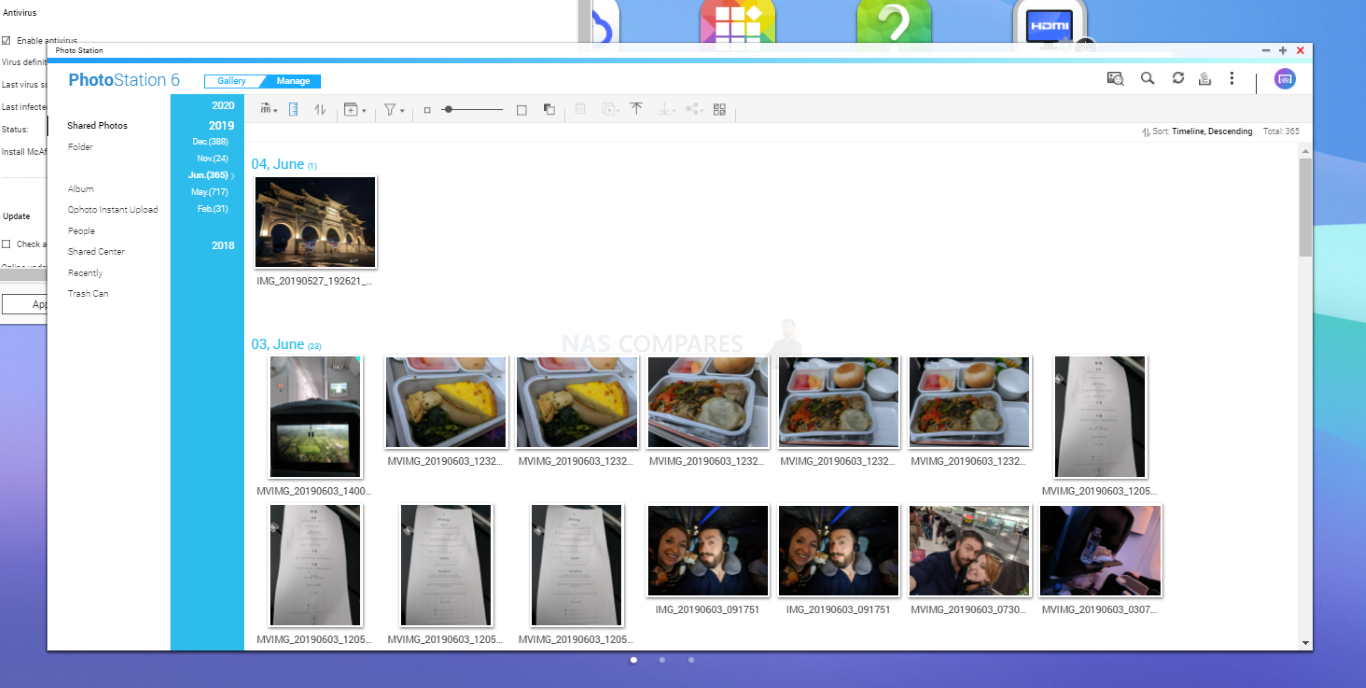 Antivirus
Enable antivirus
Virus definit
Last virus sc
Last infecte
Status:
Install McAf
Update
Check a
App
HDMI
Photo Station
PhotoStation 6
Gallery
Manage
Shared Photos
Folder
Album
Qphoto Instant Upload
People
Shared Center
Recently
Trash Can
2020
2019
Dec.(388)
Nov.(24)
Jun.(365)
May.(717)
Feb.(31)
2018
Sort: Timeline, Descending
Total: 365
04, June (1)
IMG_20190527_192621_...
NAS COMPARES
03, June (23)
MVIMG_20190603_1400...
MVIMG_20190603_1232...
MVIMG_20190603_1232...
MVIMG_20190603_1232...
MVIMG_20190603_1232...
MVIMG_20190603_1232...
MVIMG_20190603_1205...
MVIMG_20190603_1205...
MVIMG_20190603_1205...
MVIMG_20190603_1205...
IMG_20190603_091751
IMG_20190603_091751
MVIMG_20190603_0730...
MVIMG_20190603_0307...